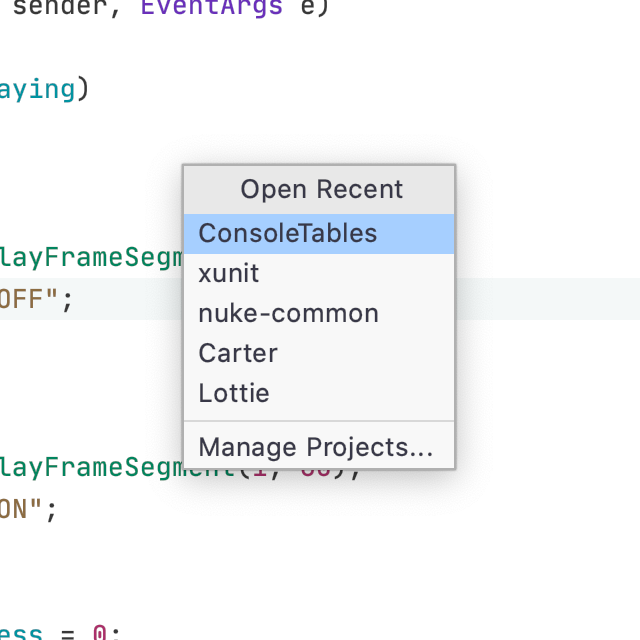 sender, EventArgs e)
aying)
Open Recent
ConsoleTables
layFrameSegm
xunit
OFF";
nuke-common
Carter
Lottie
Manage Projects...
layFrameSegment(1,
ON";
ess = 0;